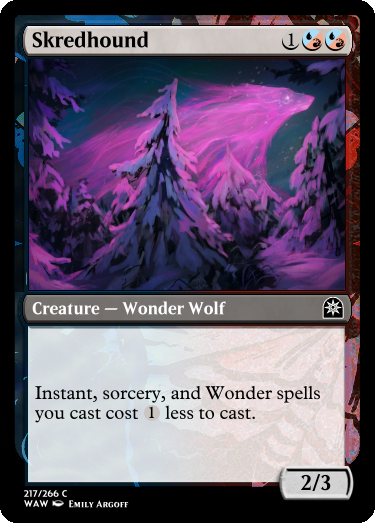 Skredhound 1
Creature — Wonder Wolf
Instant, sorcery, and Wonder spells
you cast cost 1 less to cast.
2/3
217/266 C
WAW Emily Argoff